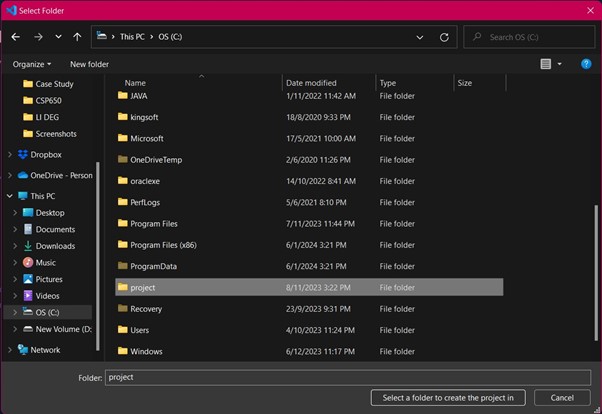 Select Folder
This PC > OS (C:)
Search OS (C:)
Organize
New folder
Name Date modified Type Size
Case Study
CSP650
LI DEG
Screenshots
Dropbox
OneDrive - Person
This PC
Desktop
Documents
Downloads
Music
Pictures
Videos
OS (C:)
New Volume (D:
Network
JAVA 1/11/2022 11:42 AM File folder
kingsoft 18/8/2020 9:33 PM File folder
Microsoft 17/5/2021 10:00 AM File folder
OneDriveTemp 2/6/2020 11:26 PM File folder
oraclexe 14/10/2022 8:41 AM File folder
PerfLogs 5/6/2021 8:10 PM File folder
Program Files 7/11/2023 11:44 PM File folder
Program Files (x86) 6/1/2024 3:21 PM File folder
ProgramData 6/1/2024 3:21 PM File folder
project 8/11/2023 3:22 PM File folder
Recovery 23/9/2023 9:31 PM File folder
Users 4/10/2023 11:24 PM File folder
Windows 6/12/2023 11:17 PM File folder
Folder: project
Select a folder to create the project in
Cancel